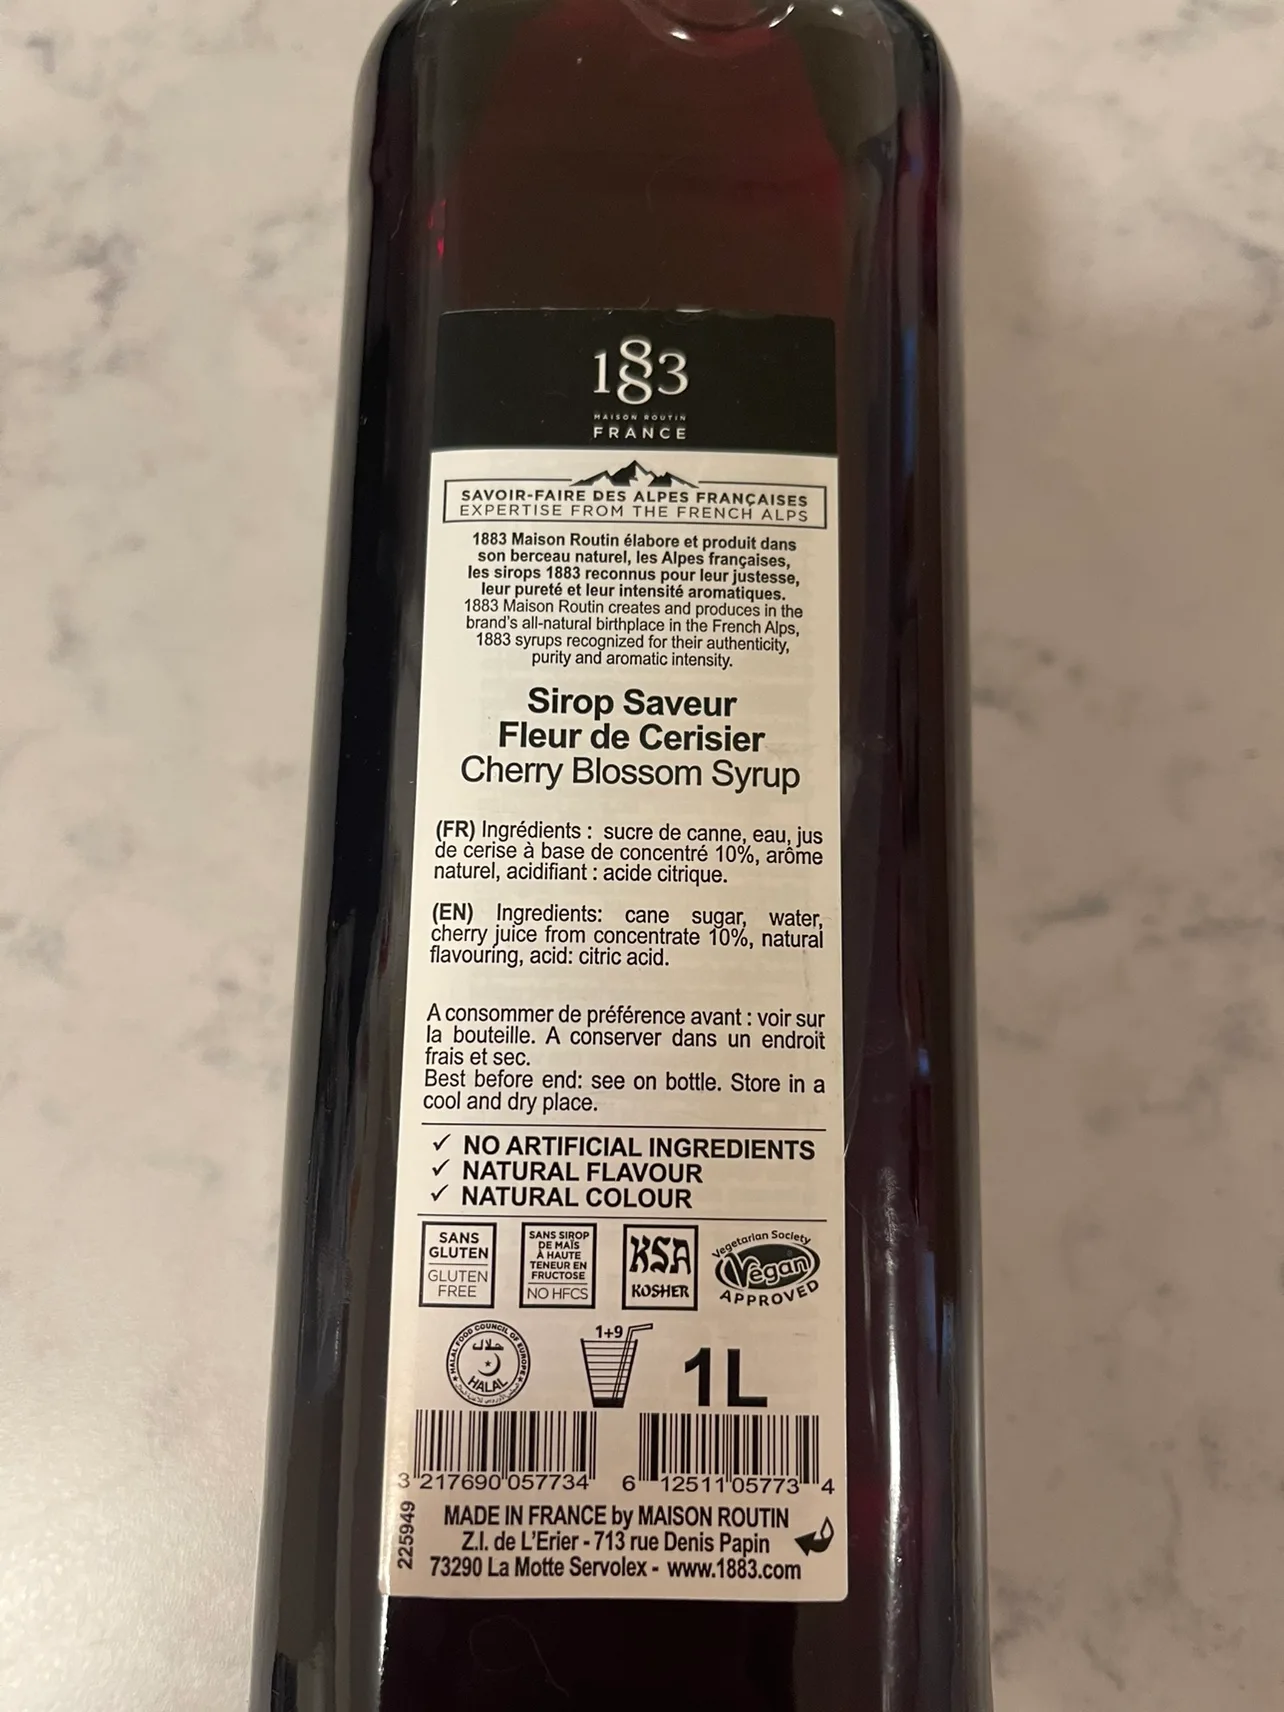 1883
MAISON ROUTIN
FRANCE
SAVOIR-FAIRE DES ALPES FRANÇAISES
EXPERTISE FROM THE FRENCH ALPS
1883 Maison Routin élabore et produit dans
son berceau naturel, les Alpes françaises,
les sirops 1883 reconnus pour leur justesse,
leur pureté et leur intensité aromatiques.
1883 Maison Routin creates and produces in the
brand's all-natural birthplace in the French Alps,
1883 syrups recognized for their authenticity,
purity and aromatic intensity.
Sirop Saveur
Fleur de Cerisier
Cherry Blossom Syrup
(FR) Ingrédients : sucre de canne, eau, jus
de cerise à base de concentré 10%, arôme
naturel, acidifiant : acide citrique.
(EN) Ingredients: cane sugar, water,
cherry juice from concentrate 10%, natural
flavouring, acid: citric acid.
A consommer de préférence avant : voir sur
la bouteille. A conserver dans un endroit
frais et sec.
Best before end: see on bottle. Store in a
cool and dry place.
✓ NO ARTIFICIAL INGREDIENTS
✓ NATURAL FLAVOUR
✓ NATURAL COLOUR
SANS
GLUTEN
GLUTEN
FREE
SANS SIROP
DE MAÏS
À HAUTE
TENEUR EN
FRUCTOSE
NO HFCS
KSA
KOSHER
Vegetarian Society
Vegan
APPROVED
HALAL FOOD COUNCIL OF EUROPE
حلال
HALAL
1+9
1L
3 217690 057734
6 12511 05773 4
225949
MADE IN FRANCE by MAISON ROUTIN
Z.I. de L'Erier - 713 rue Denis Papin
73290 La Motte Servolex - www.1883.com